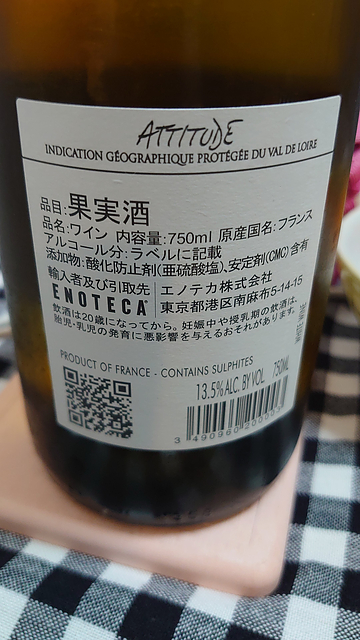 ATTITUDE
INDICATION GÉOGRAPHIQUE PROTÉGÉE DU VAL DE LOIRE
品目:果実酒
品名:ワイン 内容量:750ml 原産国名:フランス
アルコール分:ラベルに記載
添加物:酸化防止剤(亜硫酸塩)、安定剤(CMC)含有
輸入者及び引取先 エノテカ株式会社
ENOTECA 東京都港区南麻布5-14-15
飲酒は20歳になってから。妊娠中や授乳期の飲酒は、
胎児・乳児の発育に悪影響を与えるおそれがあります。
PRODUCT OF FRANCE - CONTAINS SULPHITES
13.5% ALC. BY VOL. 750ML